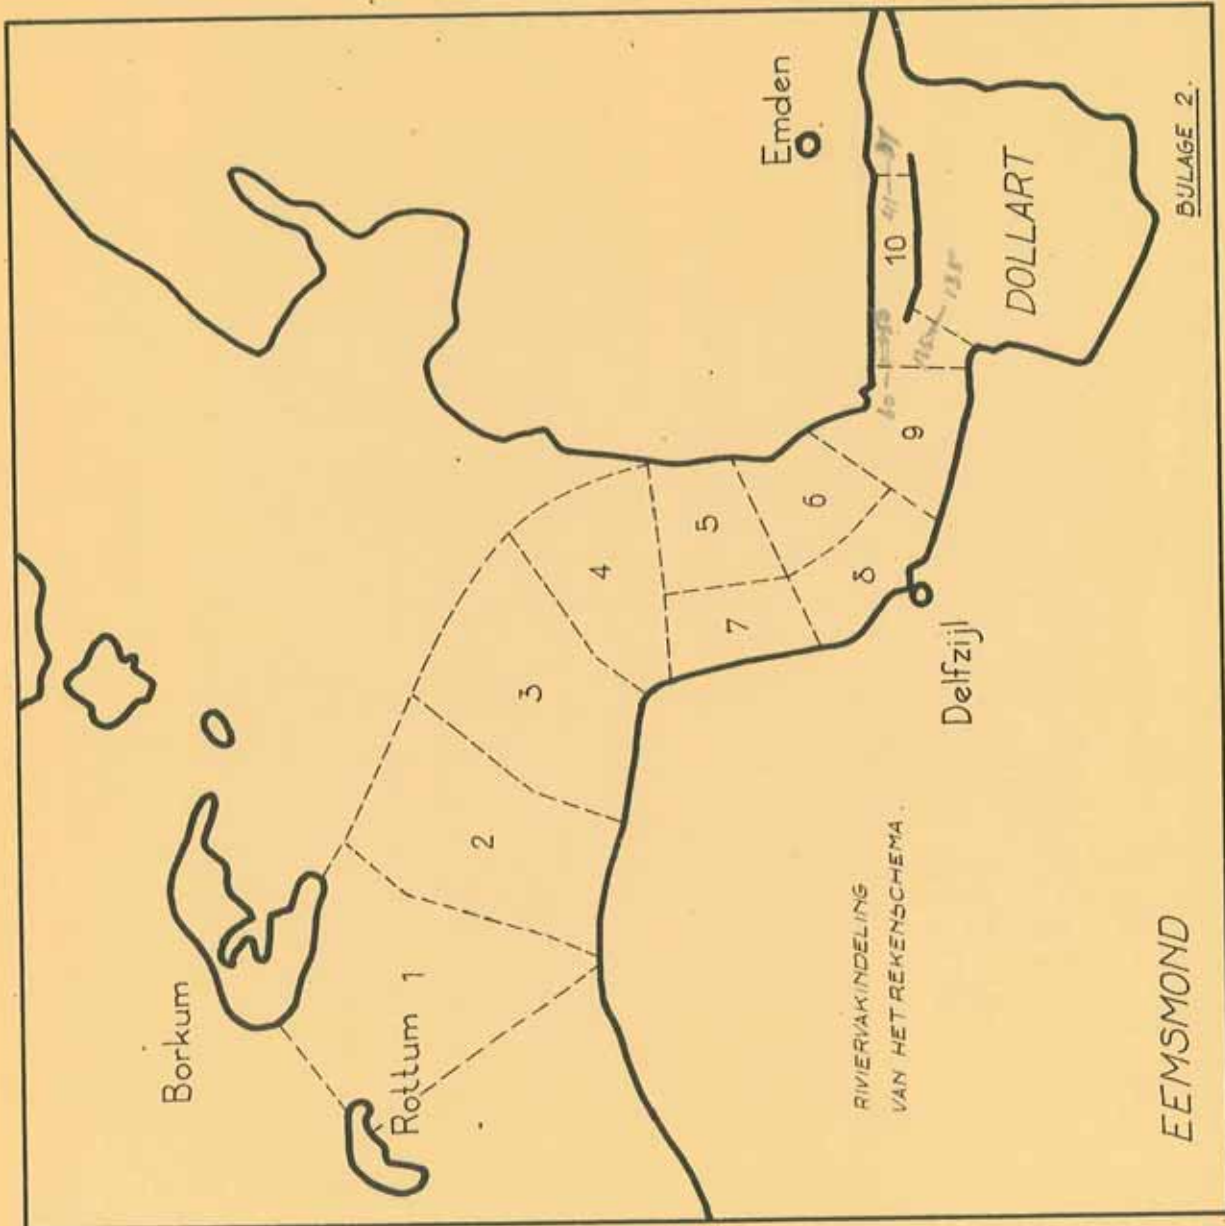 Borkum
Rottum
1
2
3
4
5
6
7
8
9
10
41
Emden
Delfzijl
DOLLART
RIVIERVAKINDELING
VAN HET REKENSCHEMA.
EEMSMOND
BIJLAGE 2.